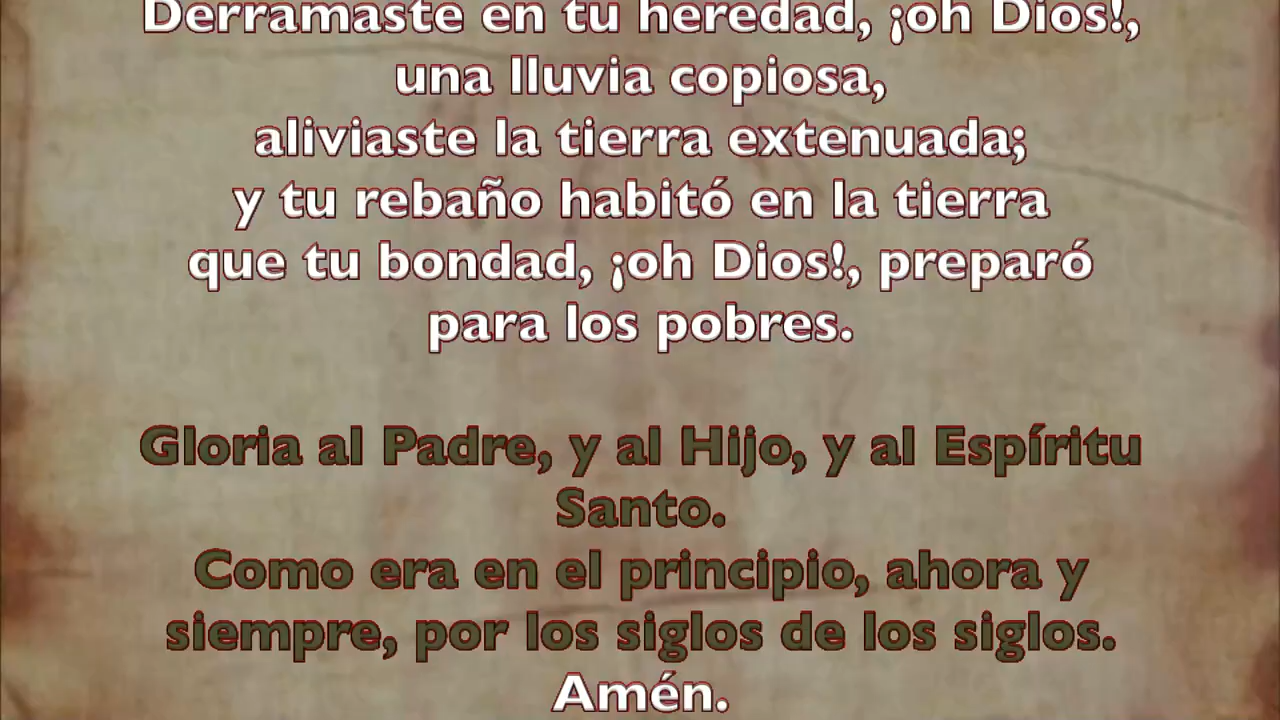 Derramaste en tu heredad, ¡oh Dios!,
una lluvia copiosa,
aliviaste la tierra extenuada;
y tu rebaño habitó en la tierra
que tu bondad, ¡oh Dios!, preparó
para los pobres.
Gloria al Padre, y al Hijo, y al Espíritu
Santo.
Como era en el principio, ahora y
siempre, por los siglos de los siglos.
Amén.